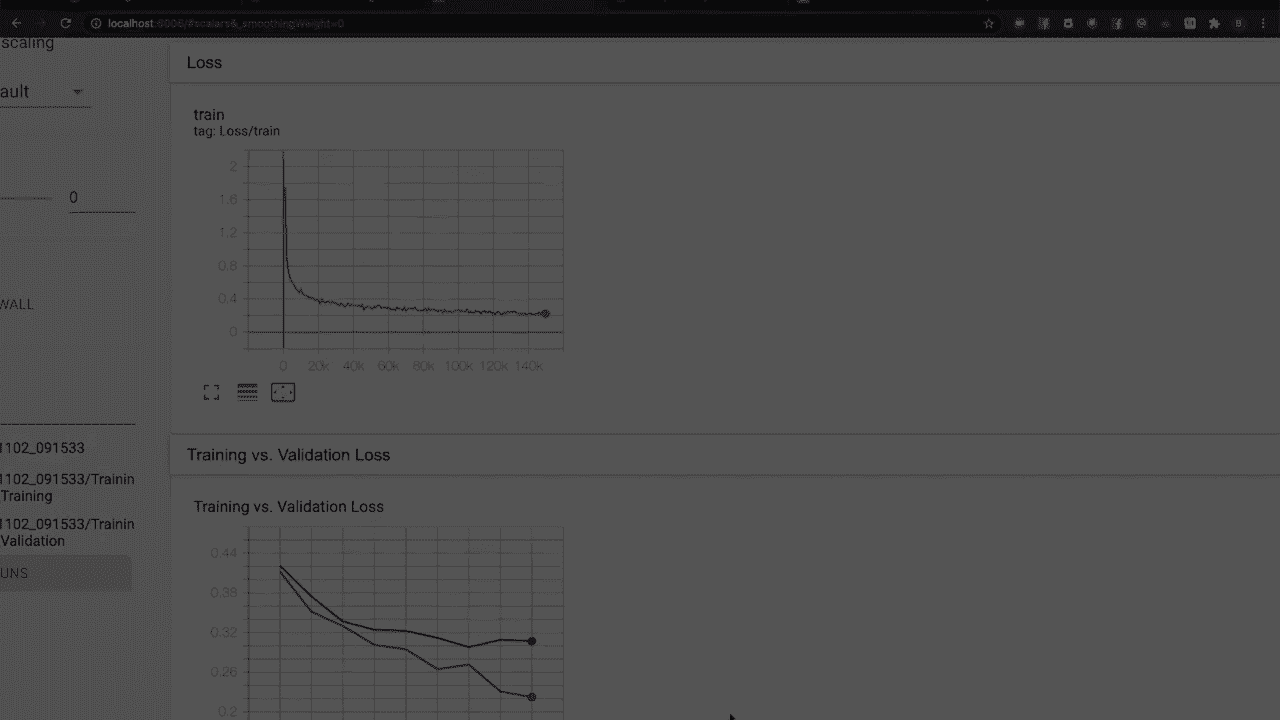 localhost:6006/#scalars&_smoothingWeight=0
scaling
Loss
ault
train
tag: Loss/train
2
1.6
0
1.2
0.8
WALL
0.4
0
0 20k 40k 60k 80k 100k 120k 140k
1102_091533
Training vs. Validation Loss
1102_091533/Trainin
Training
Training vs. Validation Loss
1102_091533/Trainin
Validation
0.44
UNS
0.38
0.32
0.26
0.2